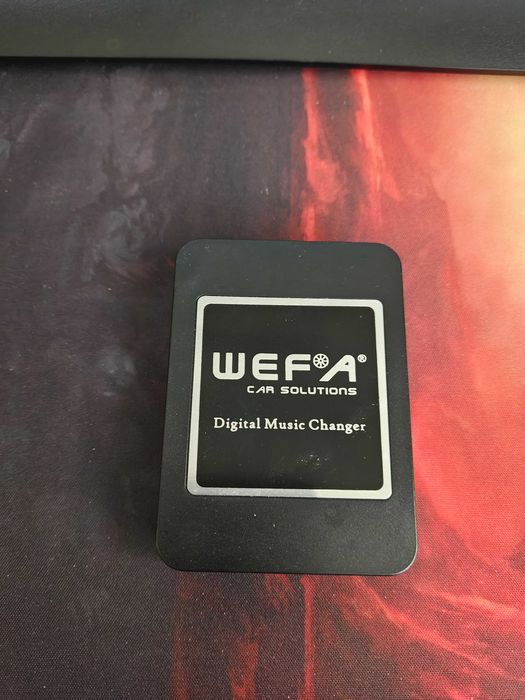 WEFA®
CAR SOLUTIONS
Digital Music Changer